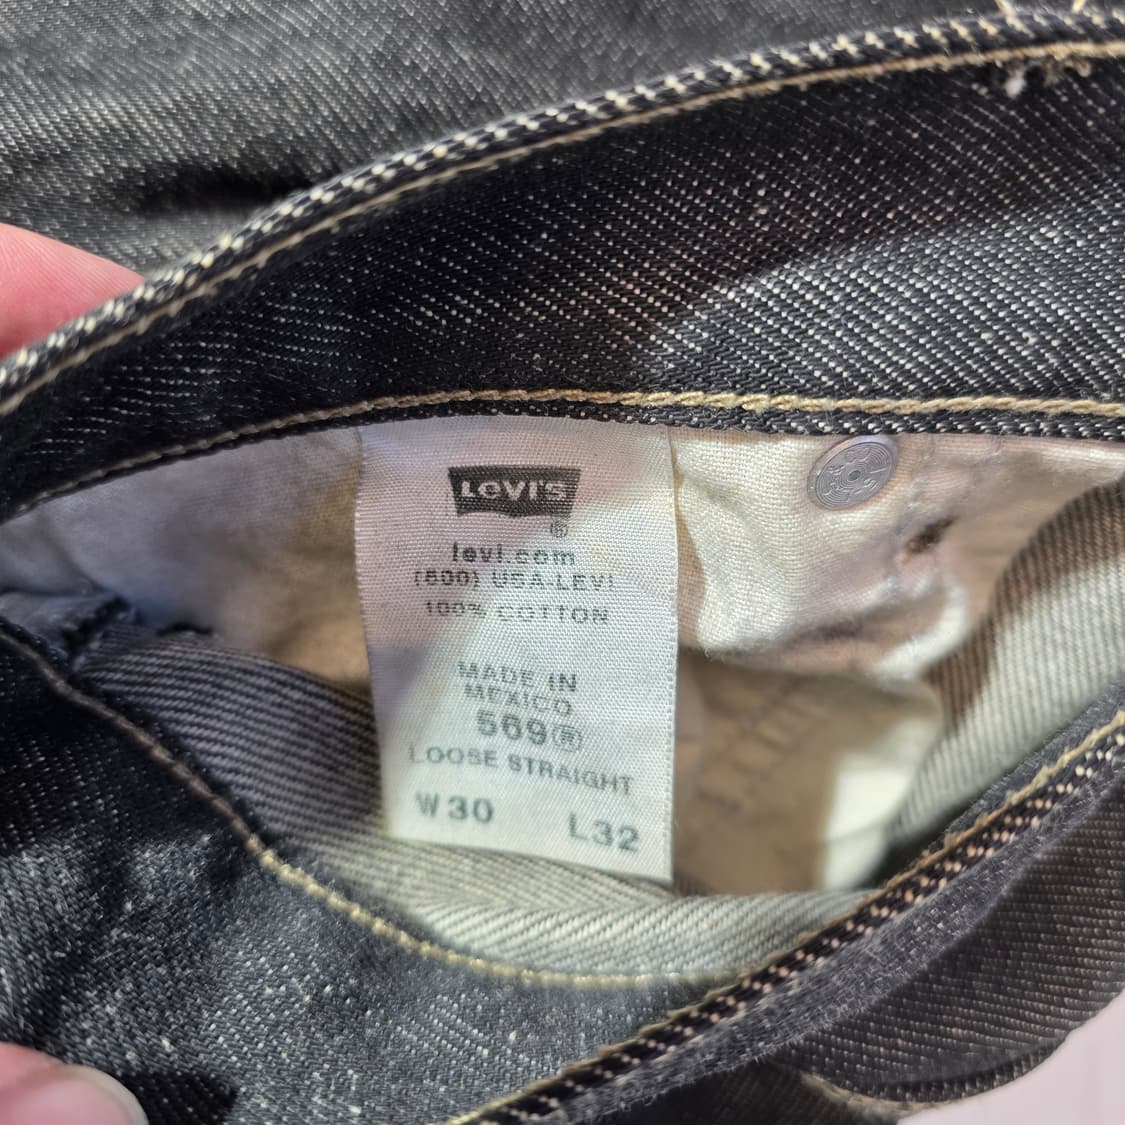 LEVI'S
®
levi.com
(800) USA-LEVI
100% COTTON
MADE IN
MEXICO
569®
LOOSE STRAIGHT
W30 L32